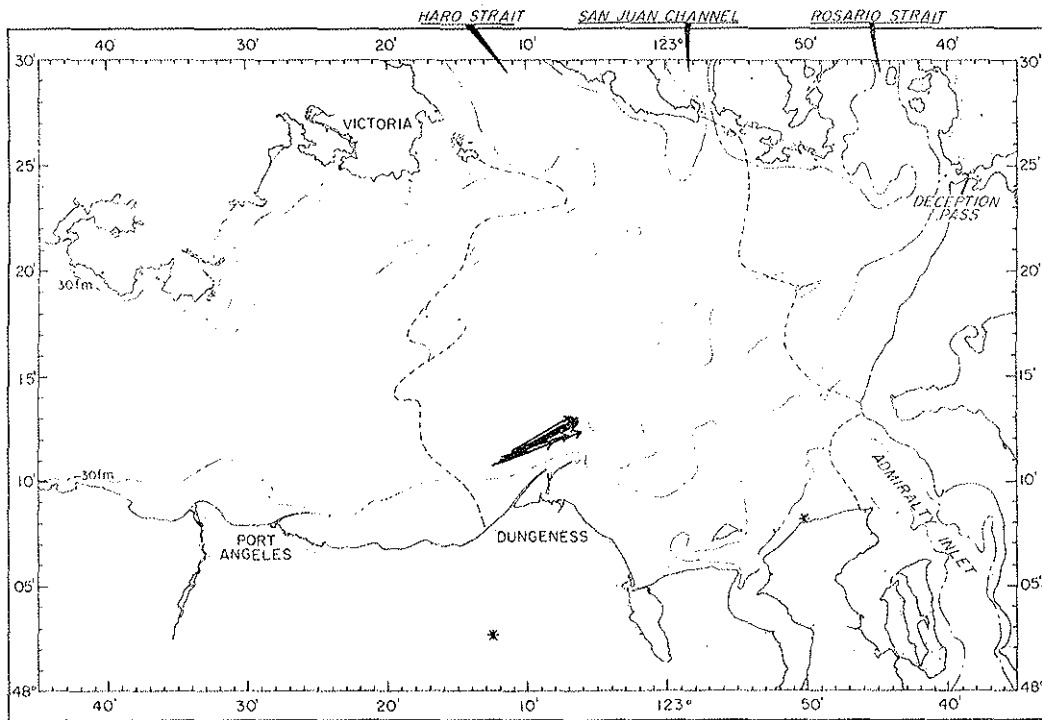 HARO STRAIT SAN JUAN CHANNEL ROSARIO STRAIT
40' 30' 20' 10' 123° 50' 40'
30' 30'
VICTORIA
25' 25'
DECEPTION
PASS
20' 20'
30fm
15' 15'
10' 10'
30fm
ADMIRALTY INLET
PORT
ANGELES
DUNGENESS
*
05' 05'
*
48° 48°
40' 30' 20' 10' 123° 50' 40'